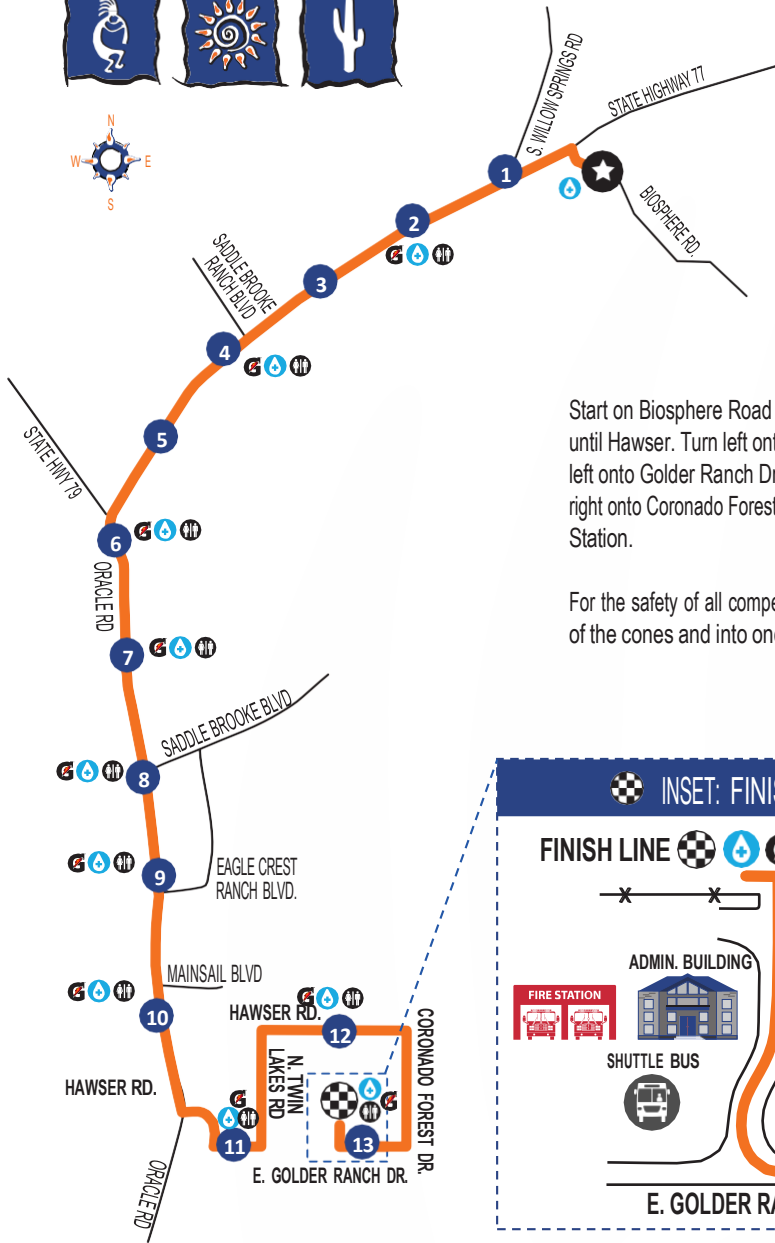 N
W
E
S
S. WILLOW SPRINGS RD
STATE HIGHWAY 77
1
BIOSPHERE RD.
2
G
SADDLE BROOKE
RANCH BLVD
3
4
G
5
STATE HWY 79
6
G
ORACLE RD
7
G
SADDLE BROOKE BLVD
G
8
G
9
EAGLE CREST
RANCH BLVD.
MAINSAIL BLVD
G
10
HAWSER RD.
G
12
CORONADO FOREST DR.
N. TWIN
LAKES RD
HAWSER RD.
G
11
G
13
E. GOLDER RANCH DR.
ORACLE RD
Start on Biosphere Road
until Hawser. Turn left ont
left onto Golder Ranch Dr
right onto Coronado Forest
Station.
For the safety of all compe
of the cones and into on
INSET: FINIS
FINISH LINE
X X
ADMIN. BUILDING
FIRE STATION
SHUTTLE BUS
E. GOLDER RA